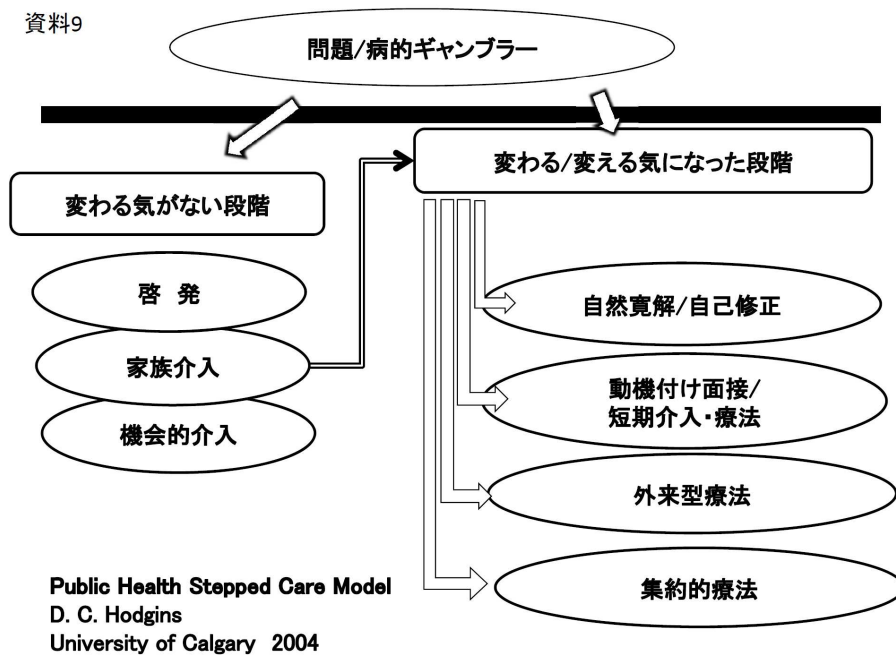 資料9
問題/病的ギャンブラー
変わる/変える気になった段階
変わる気がない段階
啓 発
家族介入
機会的介入
自然寛解/自己修正
動機付け面接/
短期介入・療法
外来型療法
集約的療法
Public Health Stepped Care Model
D. C. Hodgins
University of Calgary 2004